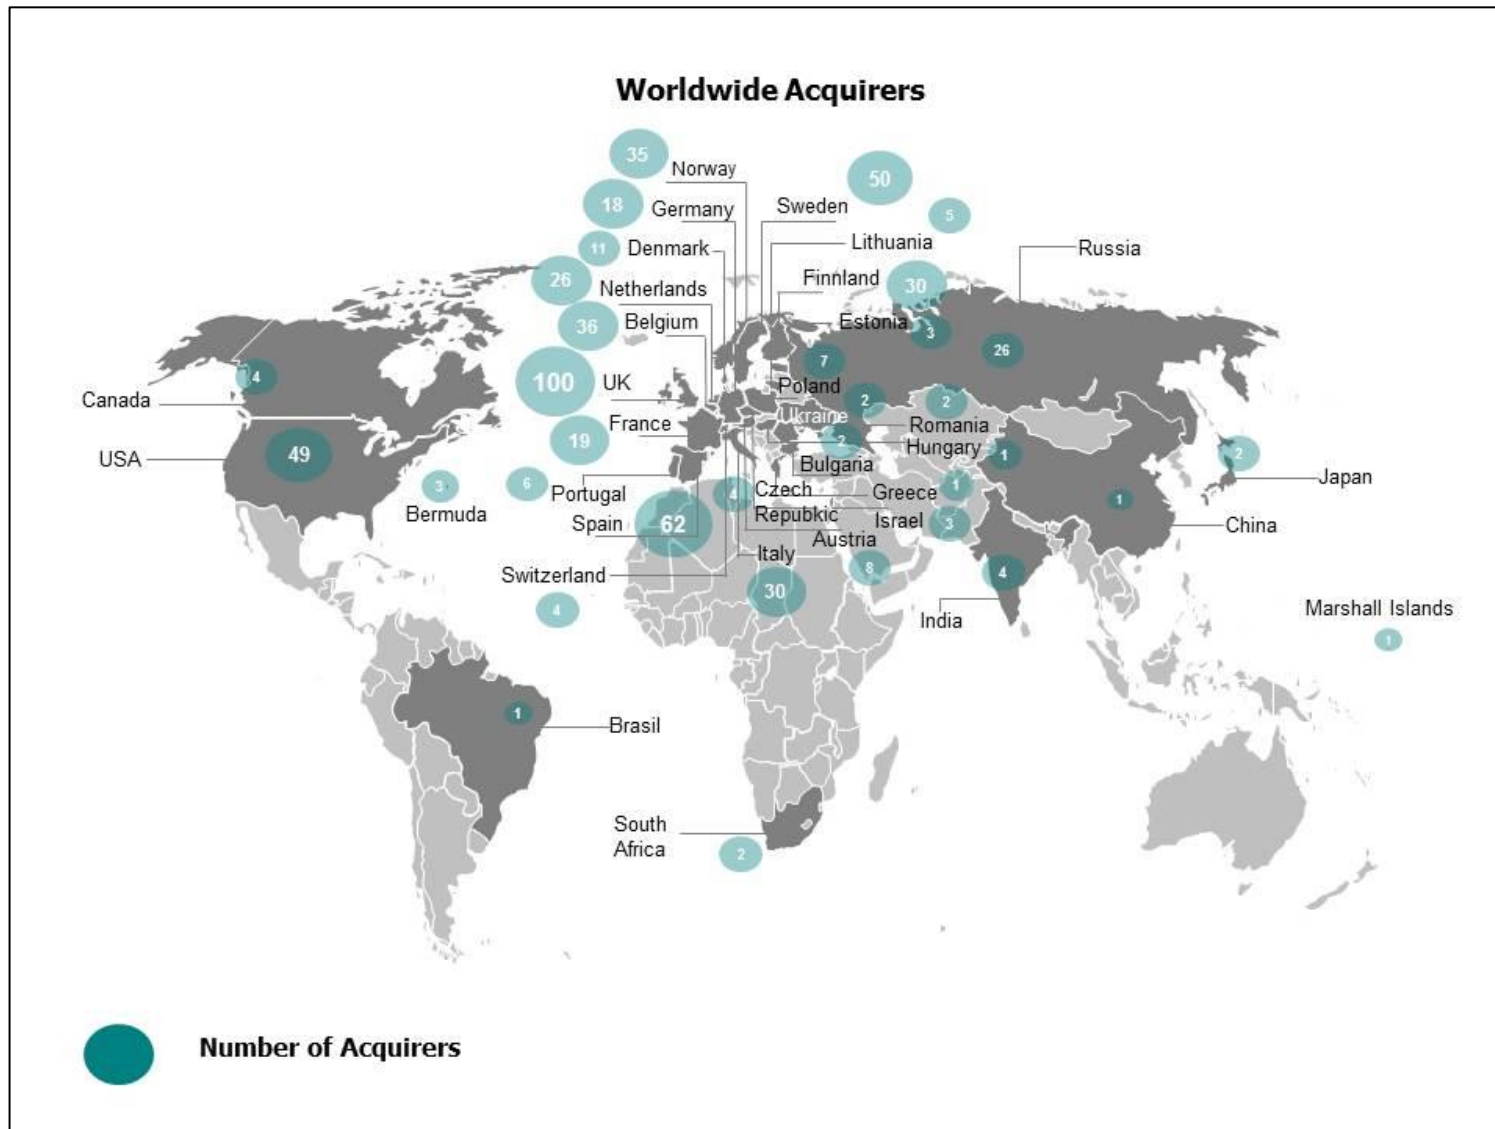 Worldwide Acquirers
35
Norway
50
18
Germany
Sweden
5
11
Denmark
Lithuania
Russia
26
Netherlands
Finnland
30
36
Belgium
Estonia
3
26
7
4
Canada
100
UK
Poland
2
2
Ukraine
France
19
Romania
2
Hungary
1
2
USA
49
Bulgaria
Japan
3
Bermuda
6
Portugal
4
Czech
Repubkic
Greece
1
1
Spain
62
Israel
3
China
Austria
Italy
8
Switzerland
30
4
India
4
Marshall Islands
1
1
Brasil
South
Africa
2
Number of Acquirers